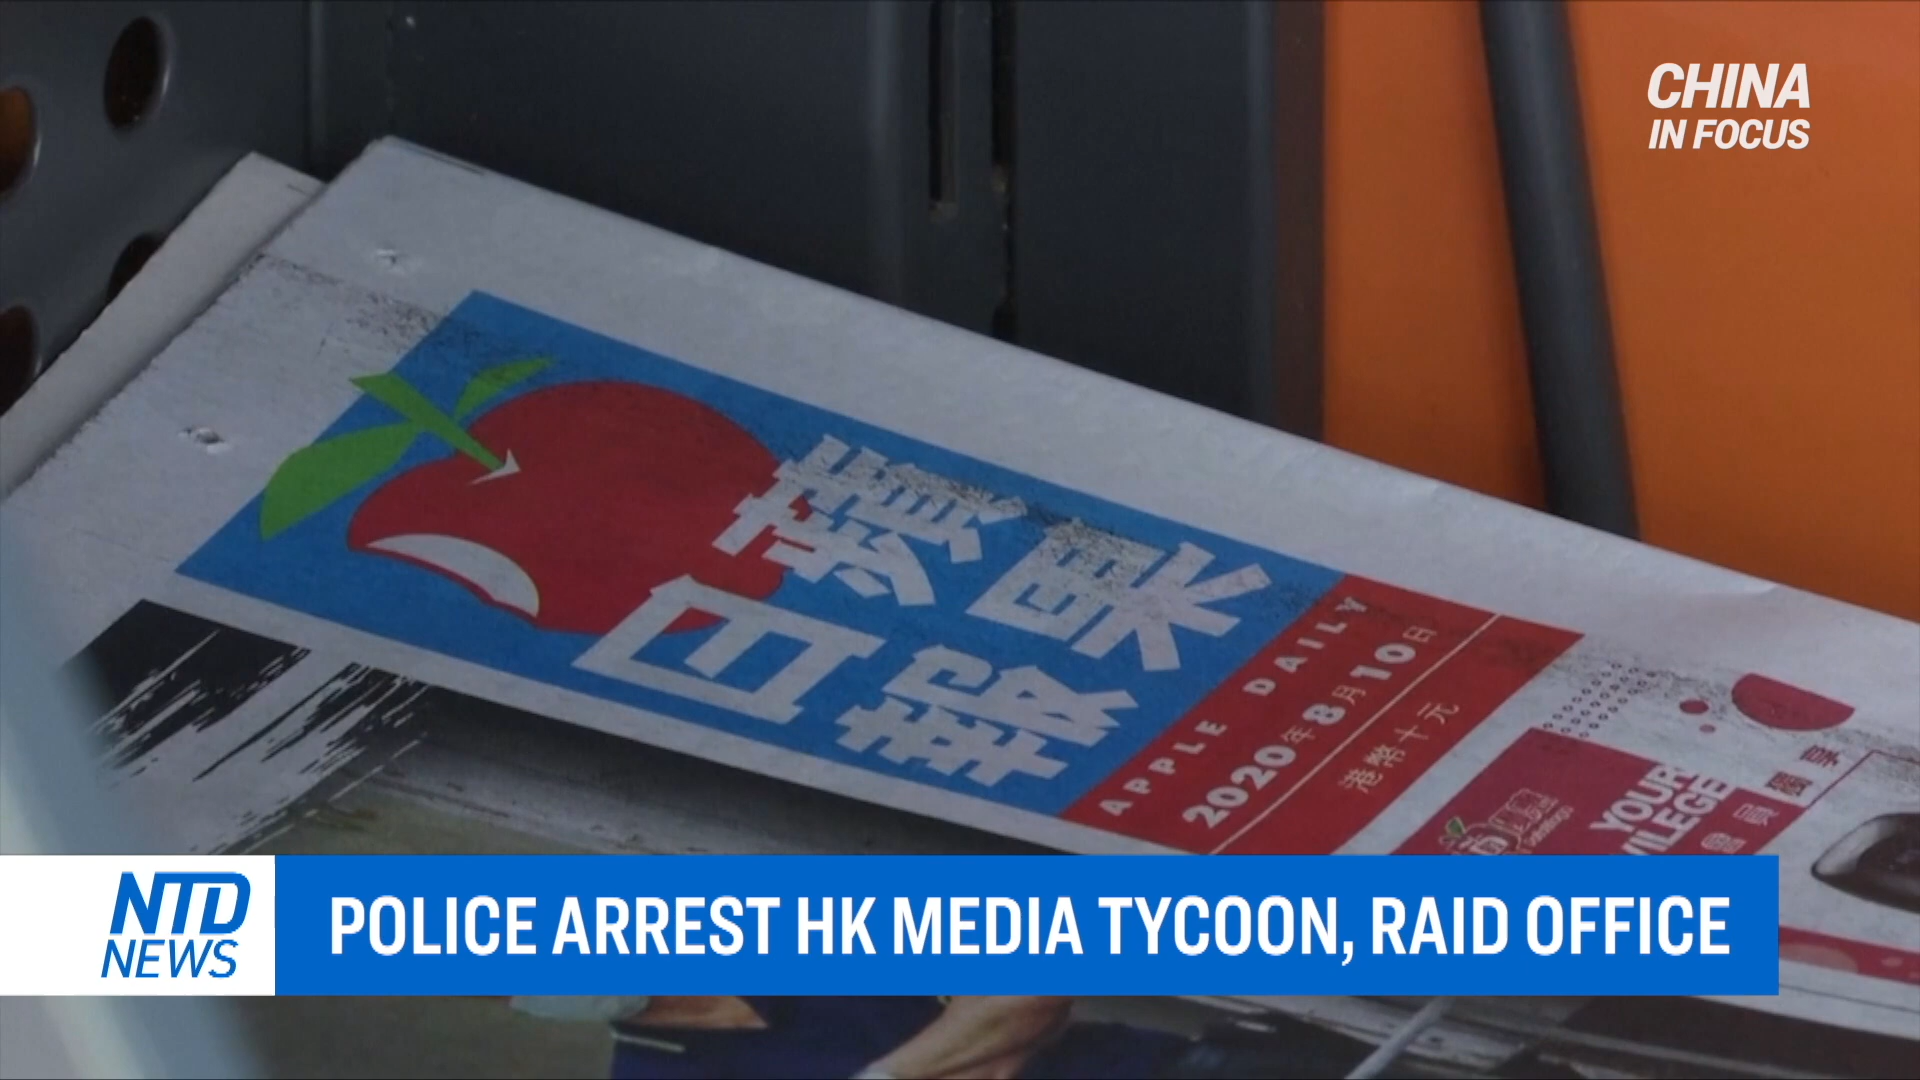 CHINA
IN FOCUS
蘋果
日報
APPLE DAILY
2020年8月10日
港幣十元
YOUR
NTD
NEWS
POLICE ARREST HK MEDIA TYCOON, RAID OFFICE